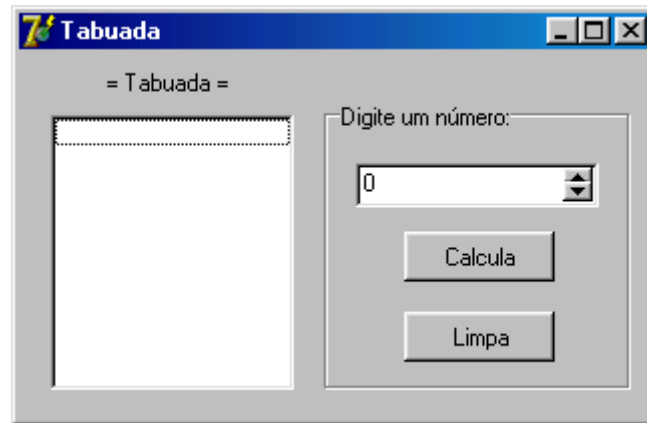 Tabuada
= Tabuada =
Digite um número:
0
Calcula
Limpa